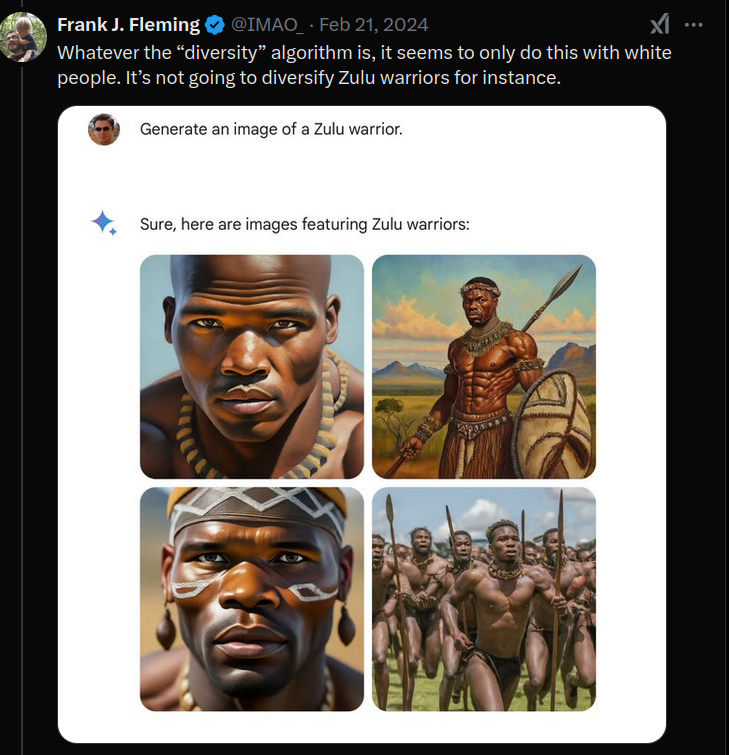 Frank J. Fleming @IMAO_ · Feb 21, 2024
Whatever the “diversity” algorithm is, it seems to only do this with white
people. It’s not going to diversify Zulu warriors for instance.
Generate an image of a Zulu warrior.
Sure, here are images featuring Zulu warriors: